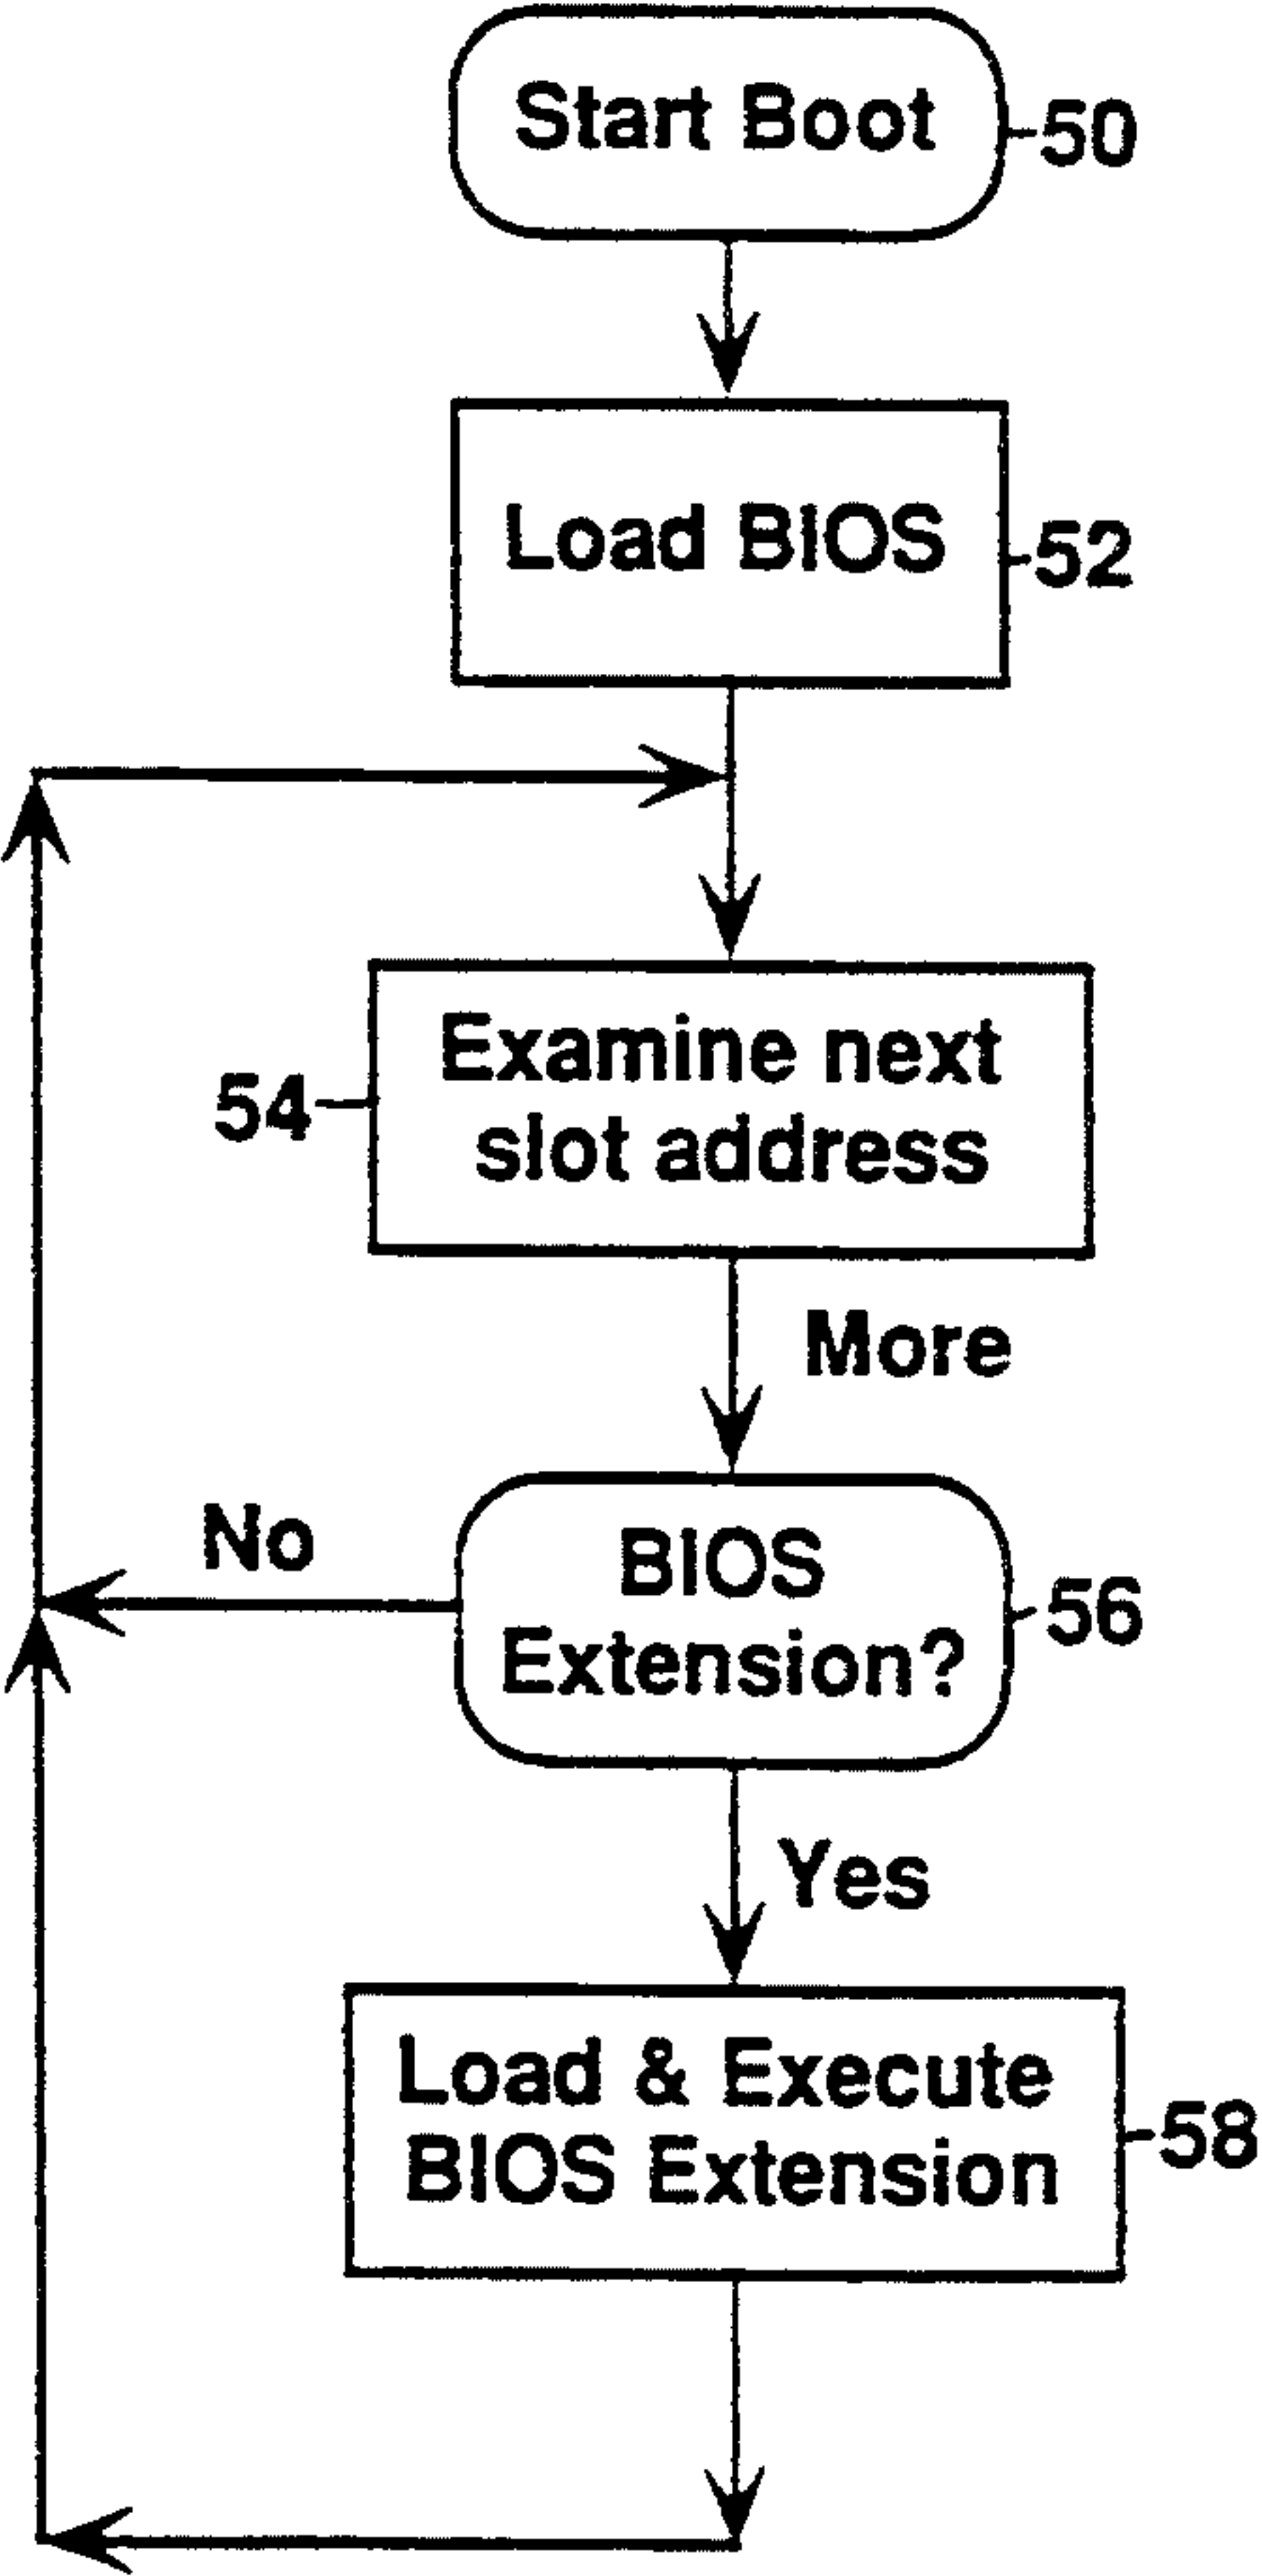 Start Boot
50
Load BIOS
52
Examine next
slot address
54
More
BIOS
Extension?
56
No
Yes
Load & Execute
BIOS Extension
58